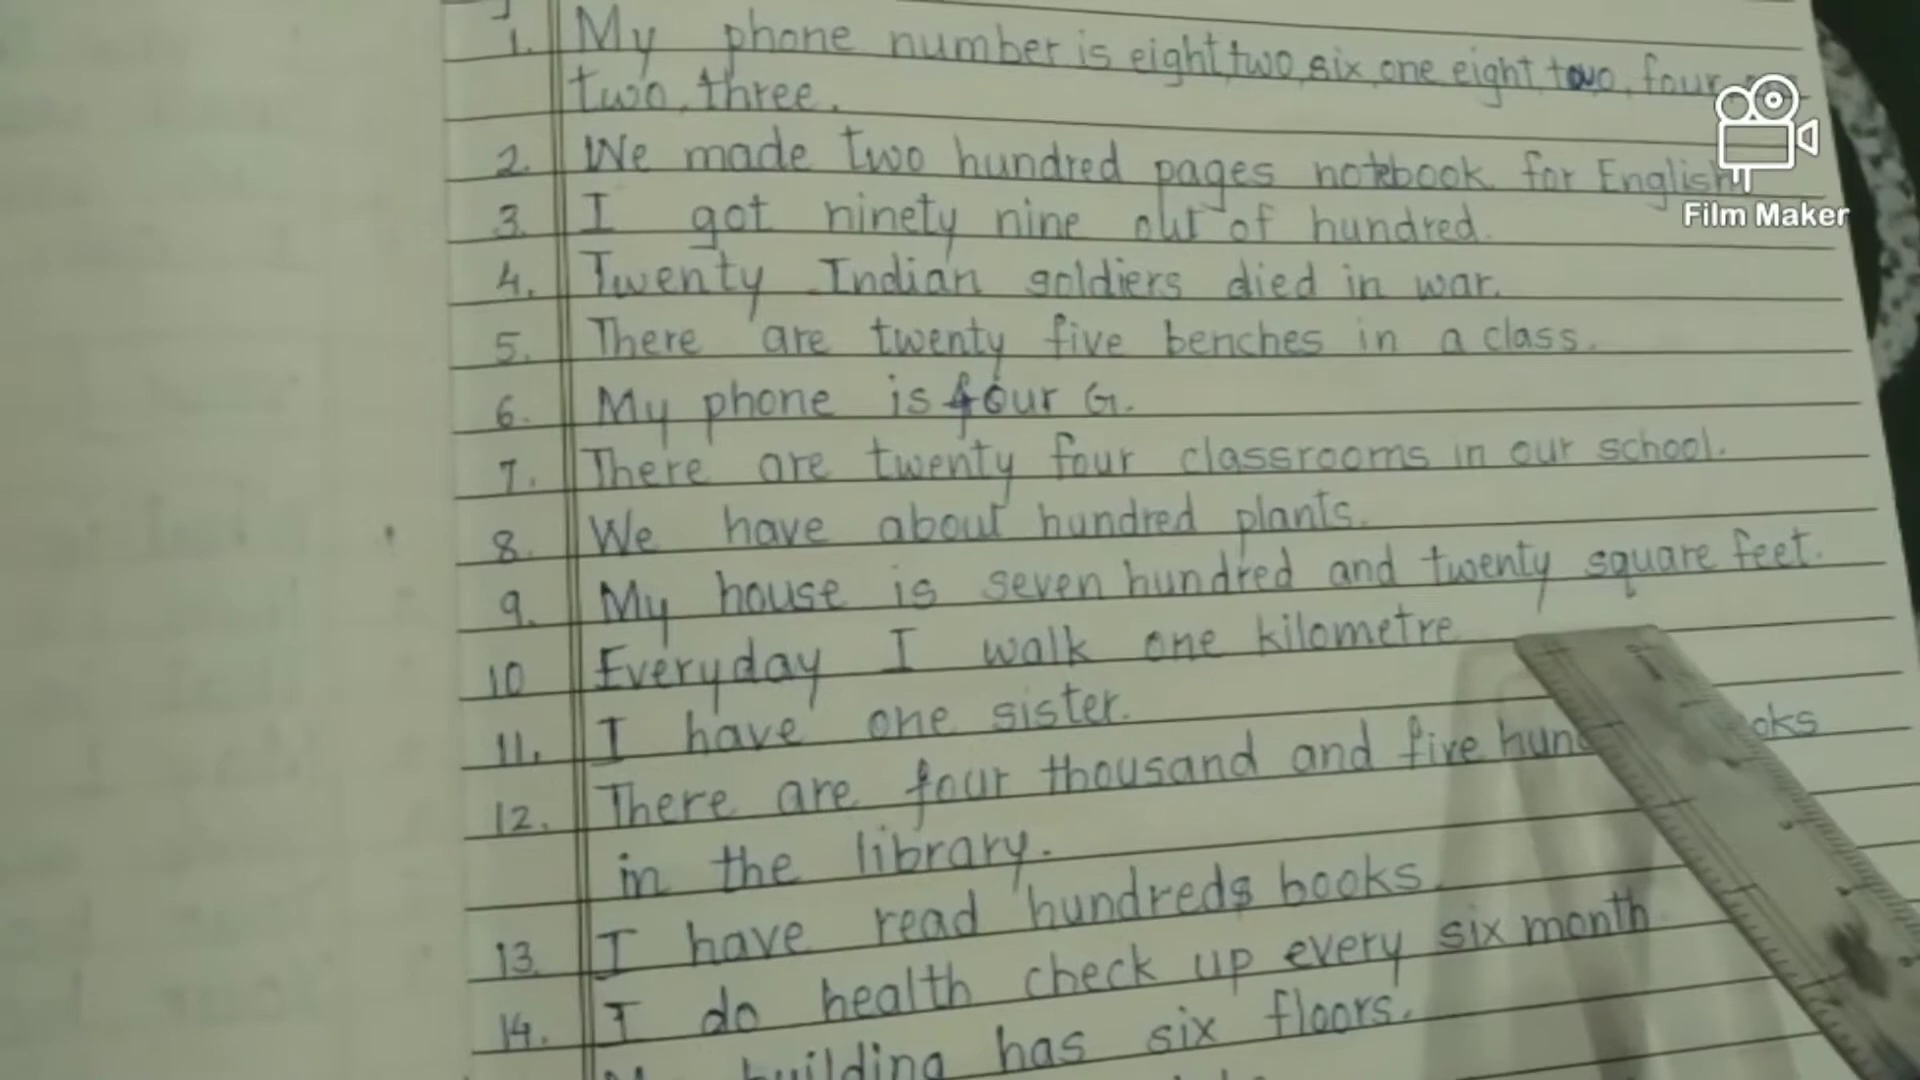 1. My phone number is eight, two, six, one, eight, two, four,
two, three.
2. We made two hundred pages notebook for English
3. I got ninety nine out of hundred.
4. Twenty Indian soldiers died in war.
5. There are twenty five benches in a class.
6. My phone is four G.
7. There are twenty four classrooms in our school.
8. We have about hundred plants.
9. My house is seven hundred and twenty square feet.
10 Everyday I walk one kilometre
11. I have one sister.
12. There are four thousand and five
in the library.
13. I have read hundreds books
14. I do health check up every six month
building has six floors.
Film Maker